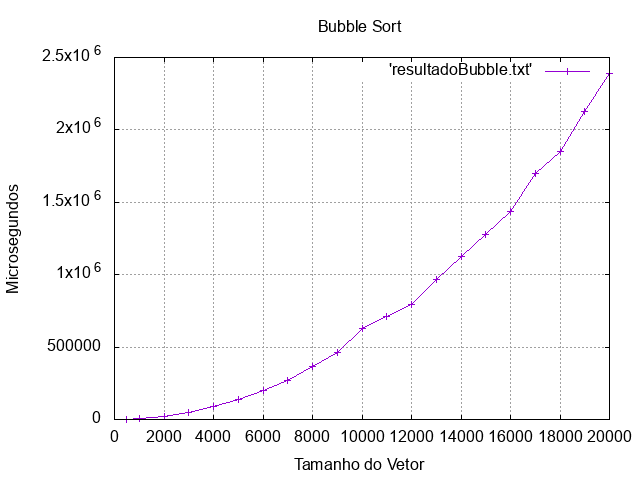 Bubble Sort
2.5x10^6
2x10^6
1.5x10^6
1x10^6
500000
0
Microsegundos
'resultadoBubble.txt'
0 2000 4000 6000 8000 10000 12000 14000 16000 18000 20000
Tamanho do Vetor